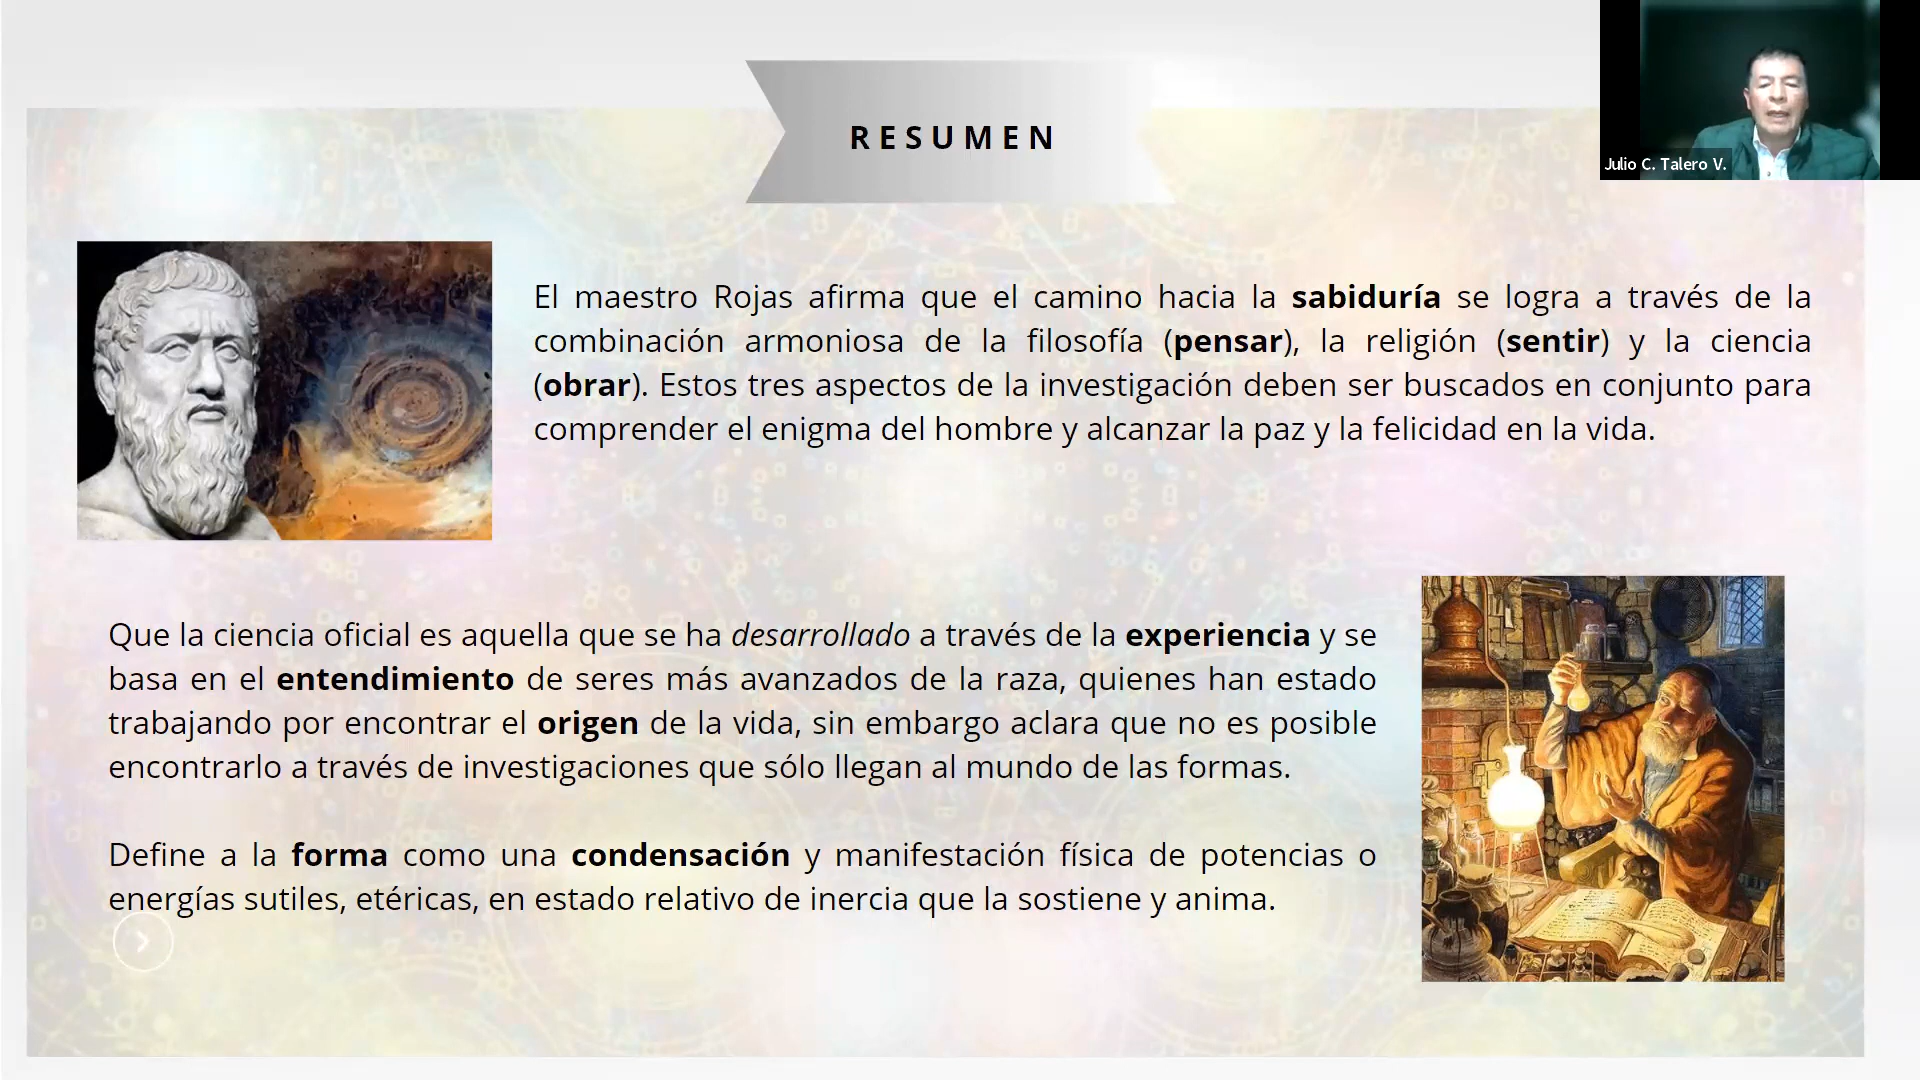 RESUMEN
Julio C. Talero V.
El maestro Rojas afirma que el camino hacia la sabiduría se logra a través de la
combinación armoniosa de la filosofía (pensar), la religión (sentir) y la ciencia
(obrar). Estos tres aspectos de la investigación deben ser buscados en conjunto para
comprender el enigma del hombre y alcanzar la paz y la felicidad en la vida.
Que la ciencia oficial es aquella que se ha desarrollado a través de la experiencia y se
basa en el entendimiento de seres más avanzados de la raza, quienes han estado
trabajando por encontrar el origen de la vida, sin embargo aclara que no es posible
encontrarlo a través de investigaciones que sólo llegan al mundo de las formas.
Define a la forma como una condensación y manifestación física de potencias o
energías sutiles, etéricas, en estado relativo de inercia que la sostiene y anima.